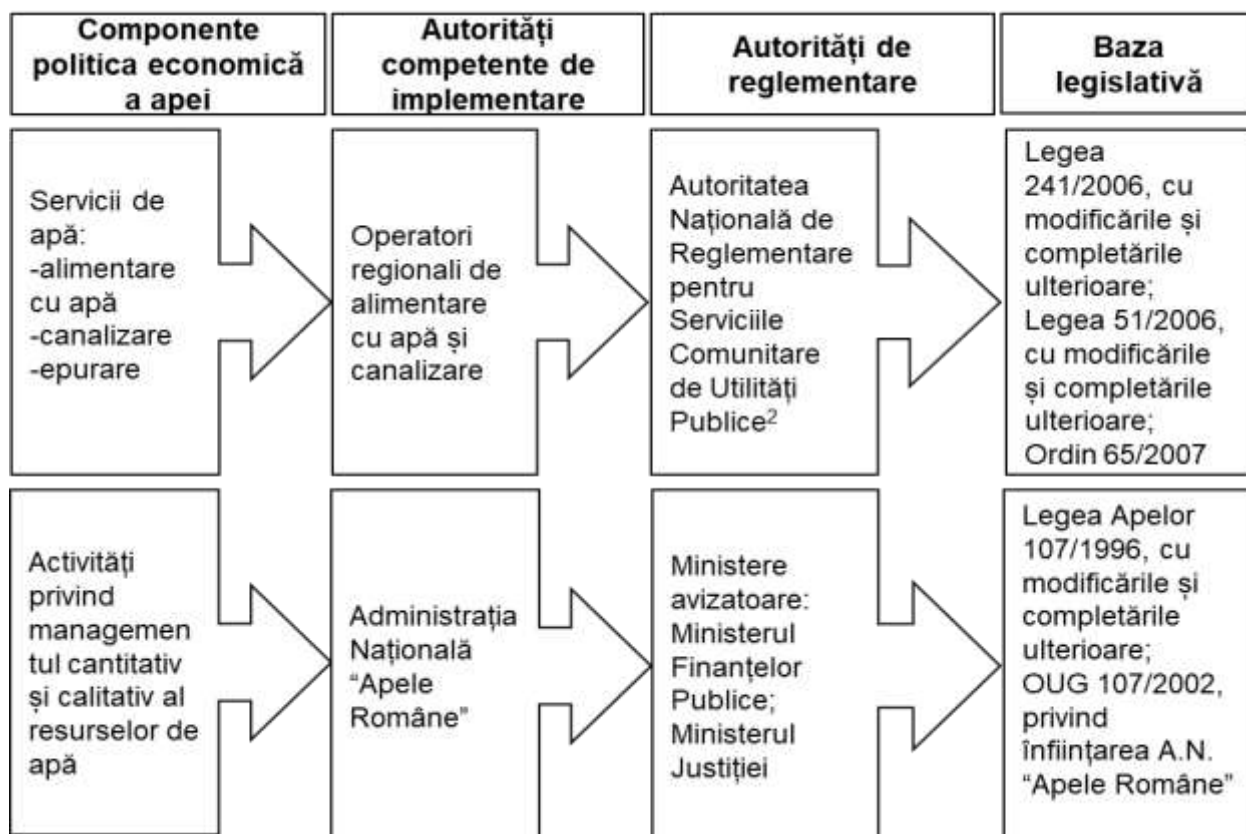 Componente
politica economică
a apei
Autorități
competente de
implementare
Autorități de
reglementare
Baza
legislativă
Servicii de
apă:
-alimentare
cu apă
-canalizare
-epurare
Operatori
regionali de
alimentare
cu apă și
canalizare
Autoritatea
Națională de
Reglementare
pentru
Serviciile
Comunitare
de Utilități
Publice²
Legea
241/2006, cu
modificările și
completările
ulterioare;
Legea 51/2006,
cu modificările
și completările
ulterioare;
Ordin 65/2007
Activități
privind
managemen
tul cantitativ
și calitativ al
resurselor de
apă
Administrația
Națională
“Apele
Române”
Ministere
avizatoare:
Ministerul
Finanțelor
Publice;
Ministerul
Justiției
Legea Apelor
107/1996, cu
modificările și
completările
ulterioare;
OUG 107/2002,
privind
înființarea A.N.
“Apele Române”